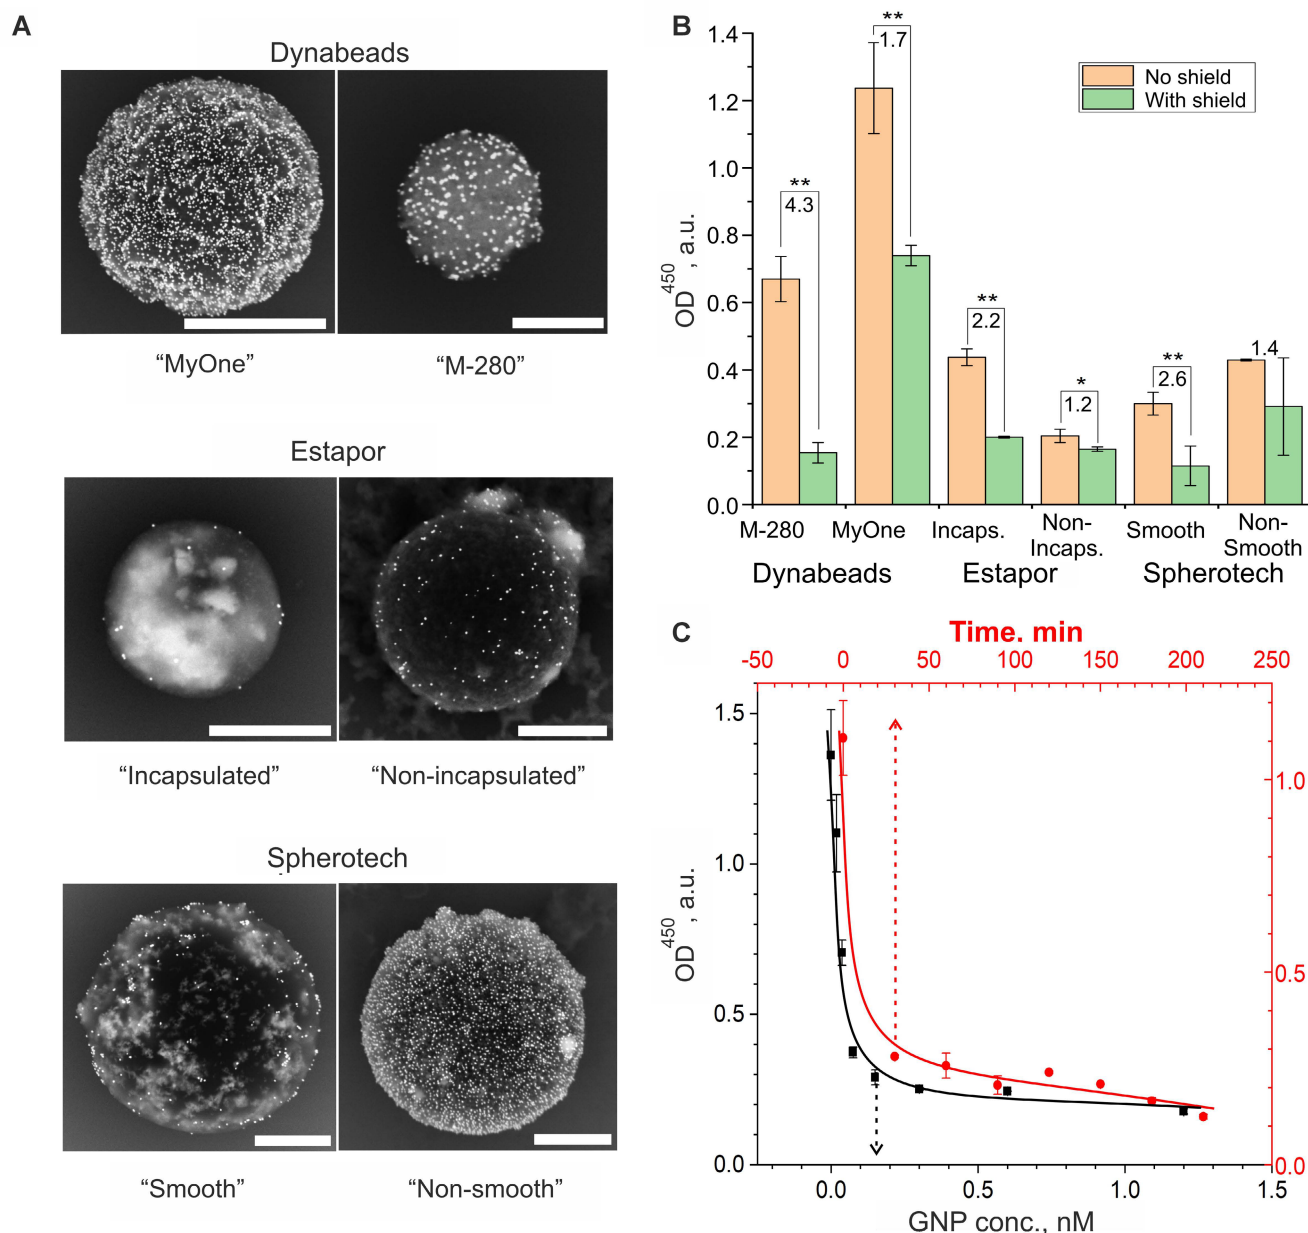 A
Dynabeads
“MyOne”
“M-280”
Estapor
“Incapsulated”
“Non-incapsulated”
Spherotech
“Smooth”
“Non-smooth”
B
1.4
1.2
1.0
0.8
0.6
0.4
0.2
0.0
OD450, a.u.
No shield
With shield
**
4.3
**
1.7
**
2.2
*
1.2
**
2.6
1.4
M-280
MyOne
Incaps.
Non-
Incaps.
Smooth
Non-
Smooth
Dynabeads
Estapor
Spherotech
C
Time. min
-50 0 50 100 150 200 250
1.5
1.0
0.5
0.0
OD450, a.u.
1.0
0.5
0.0
0.0 0.5 1.0 1.5
GNP conc., nM